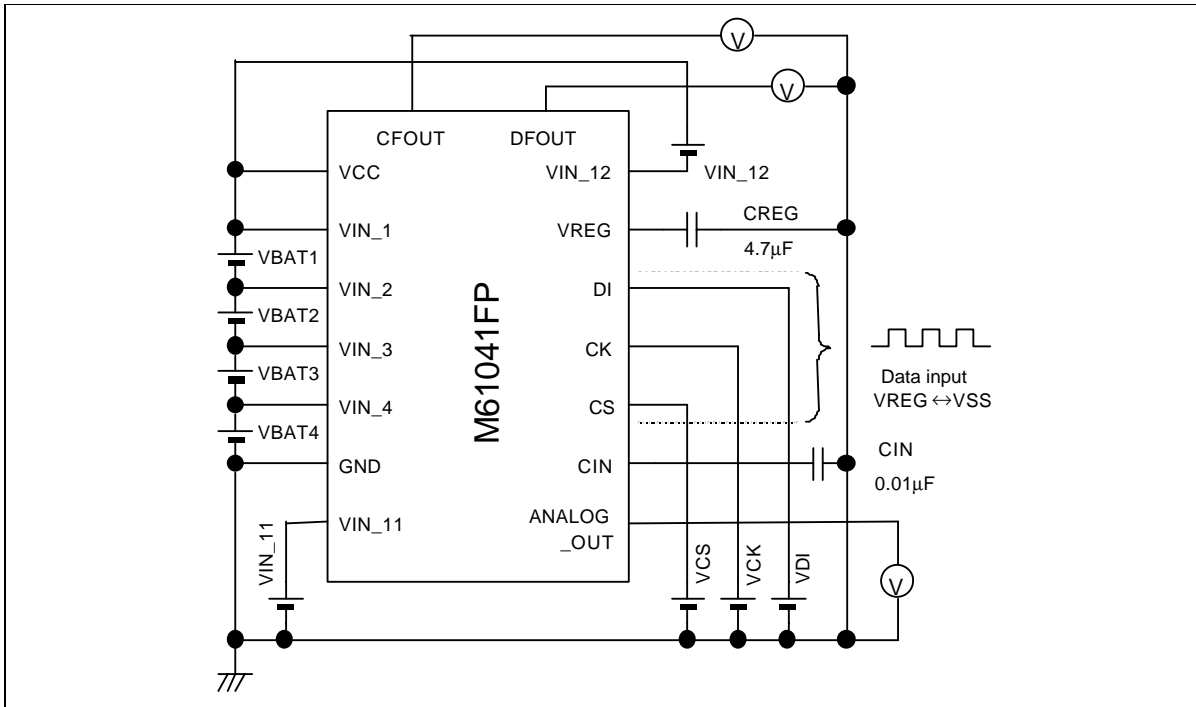 V
V
CFOUT DFOUT
VCC VIN_12 VIN_12
CREG
VIN_1 VREG
4.7μF
VBAT1
VIN_2 DI
VBAT2
M61041FP
VIN_3 CK
VBAT3
Data input
VREG ↔VSS
VIN_4 CS
VBAT4
CIN
GND CIN
0.01μF
VIN_11 ANALOG
_OUT
VIN_11
VCS
VCK
VDI
V